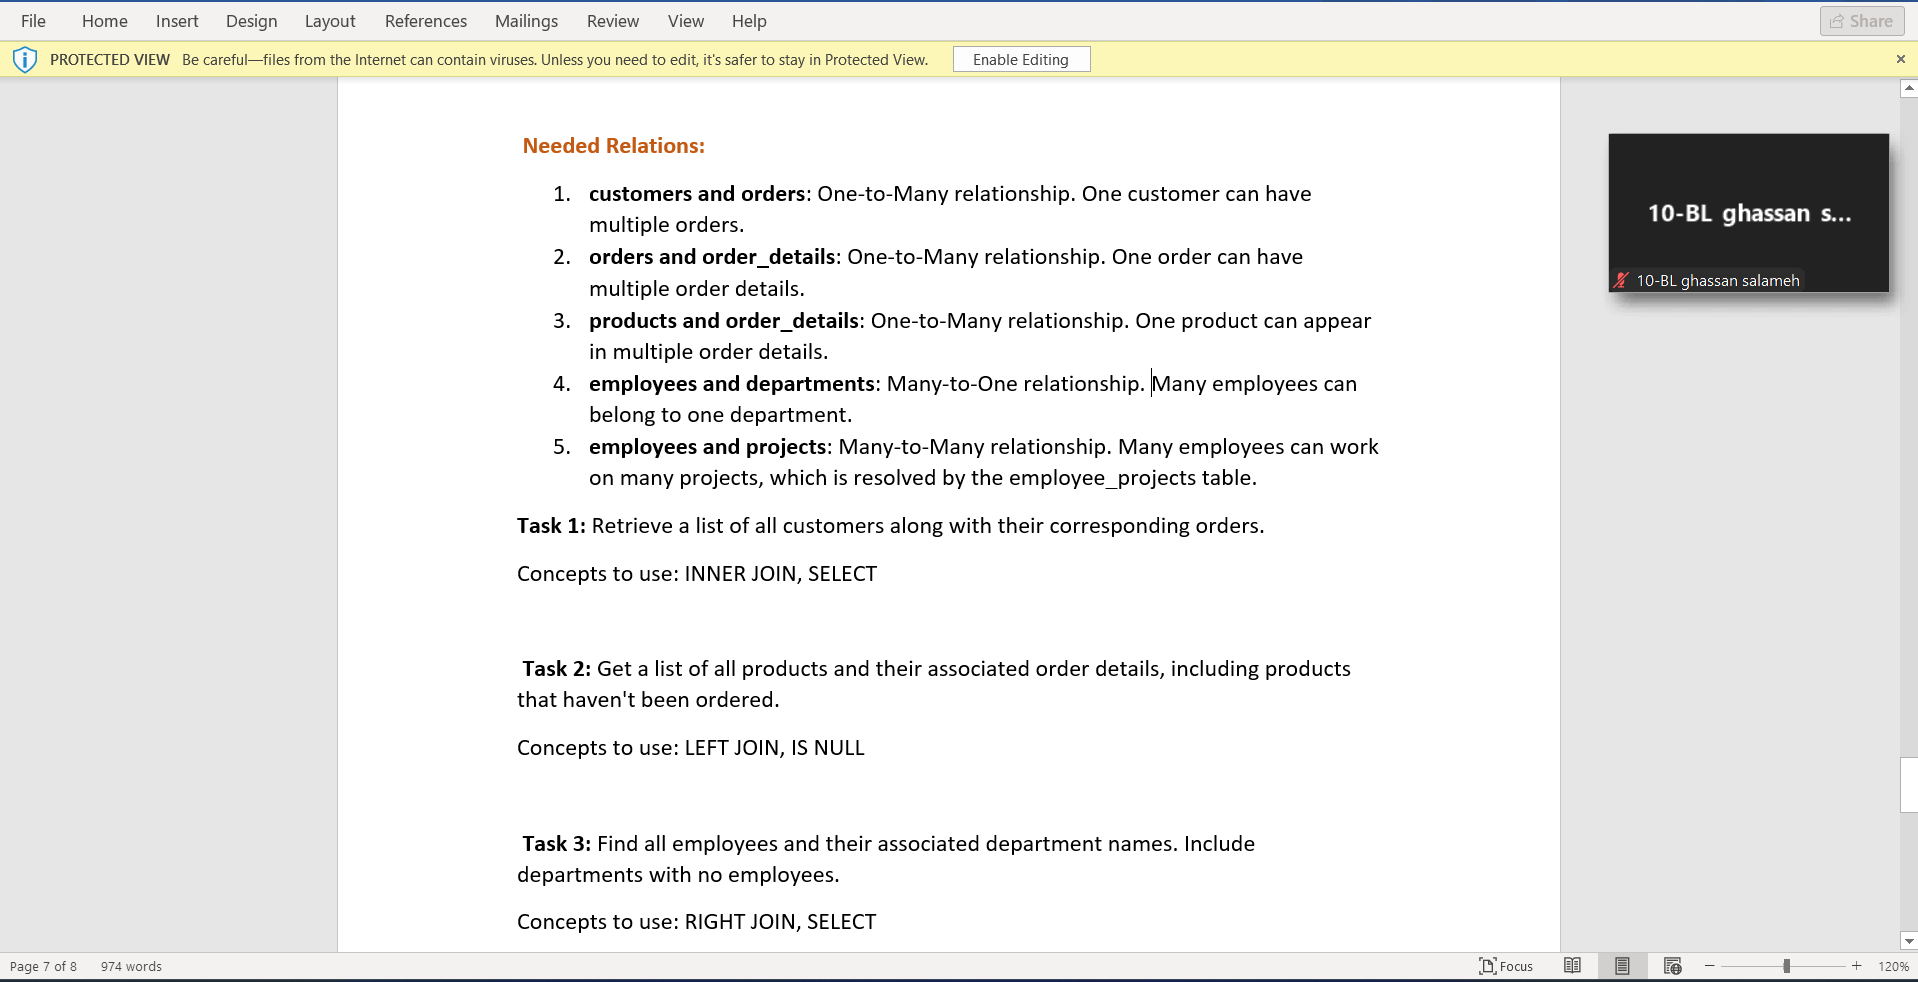 File Home Insert Design Layout References Mailings Review View Help Share
PROTECTED VIEW Be careful—files from the Internet can contain viruses. Unless you need to edit, it's safer to stay in Protected View. Enable Editing
Needed Relations:
1. customers and orders: One-to-Many relationship. One customer can have
multiple orders.
2. orders and order_details: One-to-Many relationship. One order can have
multiple order details.
3. products and order_details: One-to-Many relationship. One product can appear
in multiple order details.
4. employees and departments: Many-to-One relationship. Many employees can
belong to one department.
5. employees and projects: Many-to-Many relationship. Many employees can work
on many projects, which is resolved by the employee_projects table.
Task 1: Retrieve a list of all customers along with their corresponding orders.
Concepts to use: INNER JOIN, SELECT
Task 2: Get a list of all products and their associated order details, including products
that haven't been ordered.
Concepts to use: LEFT JOIN, IS NULL
Task 3: Find all employees and their associated department names. Include
departments with no employees.
Concepts to use: RIGHT JOIN, SELECT
10-BL ghassan s...
10-BL ghassan salameh
Page 7 of 8 974 words Focus 120%